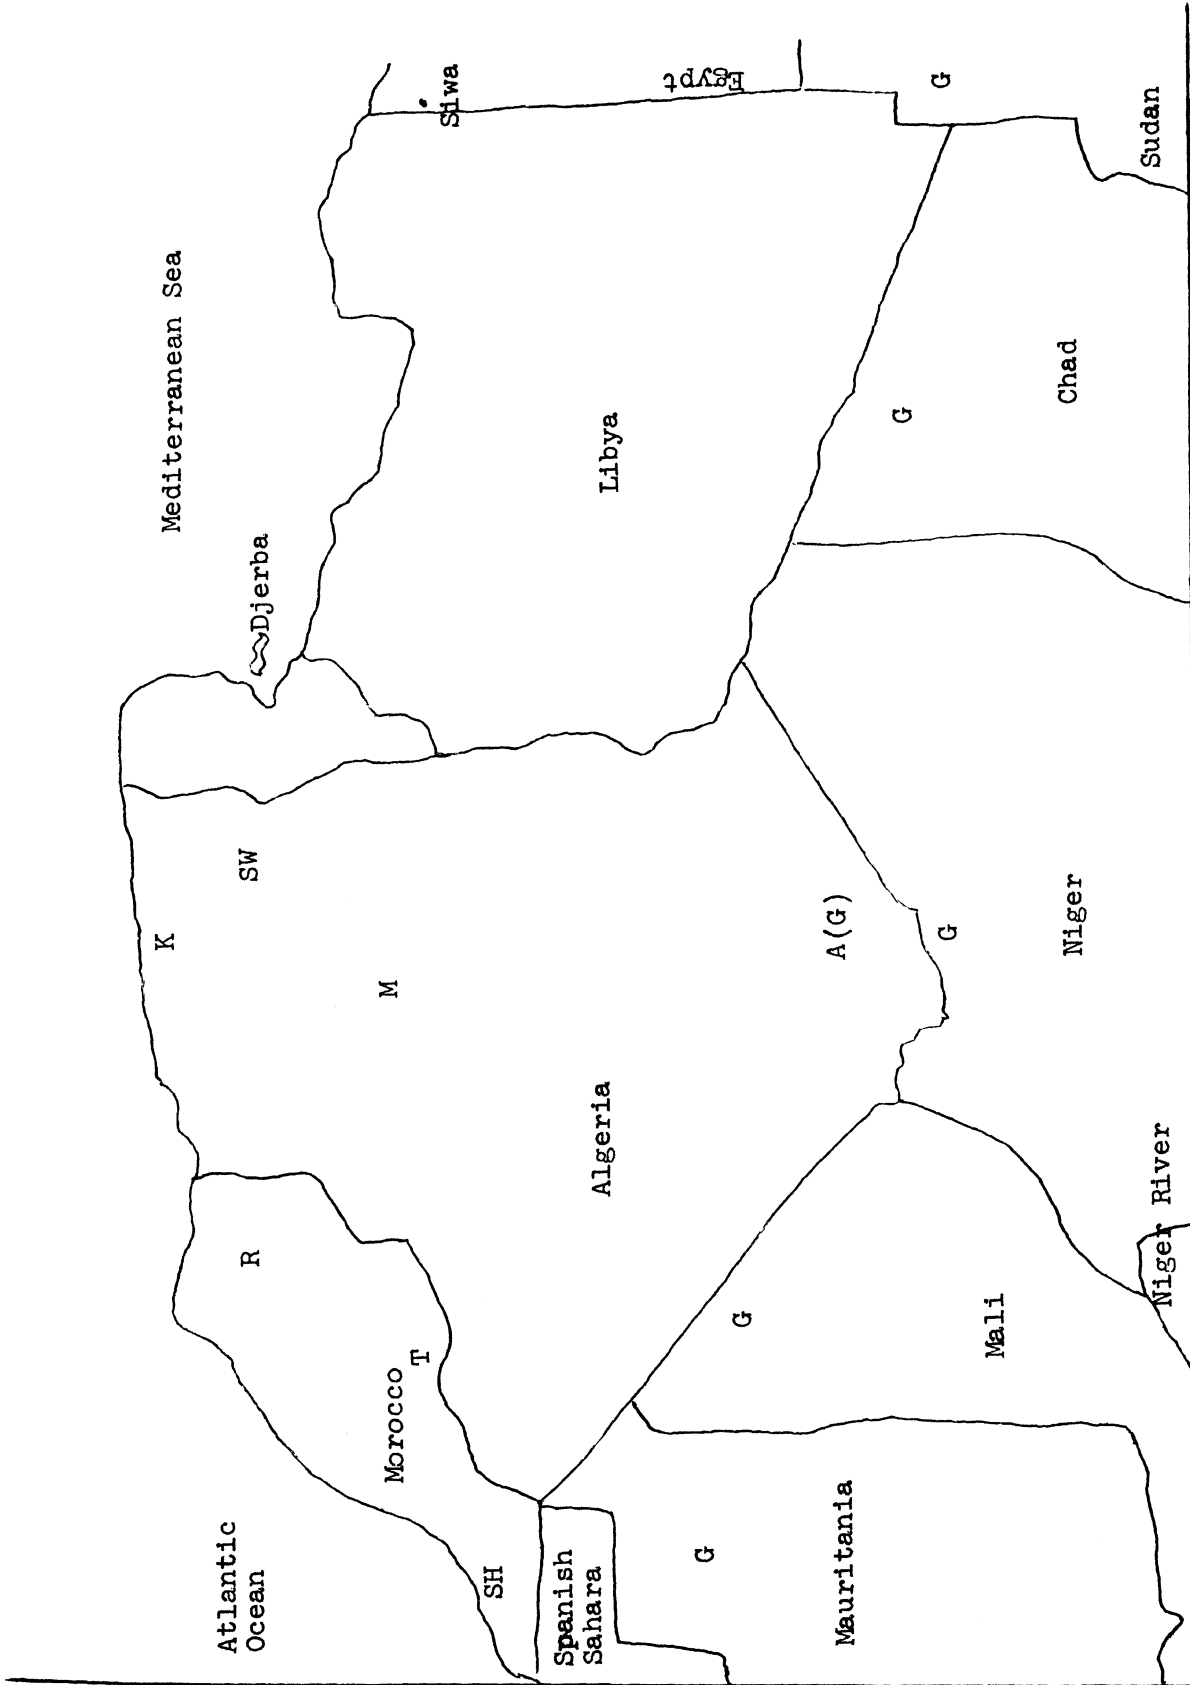 Mediterranean Sea
Atlantic
Ocean
K
Djerba
R
SW
Morocco
T
M
Siwa
SH
Spanish
Sahara
Algeria
Libya
Egypt
G
G
A(G)
G
G
G
Mauritania
Mali
Niger
Chad
Sudan
Niger River